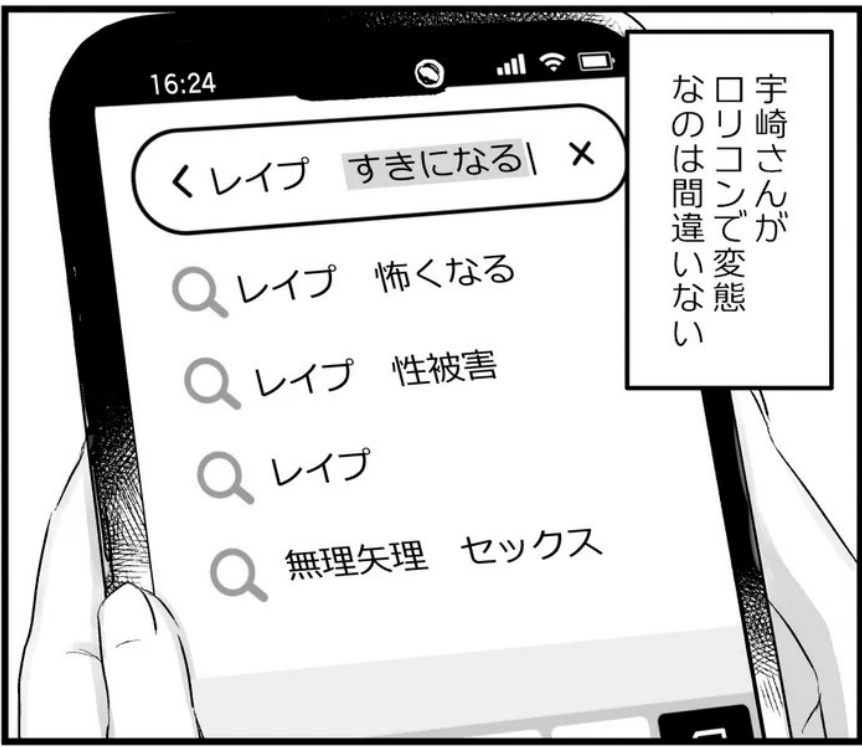 宇崎さんが
ロリコンで変態
なのは間違いない
16:24
レイプ　すきになる
レイプ　怖くなる
レイプ　性被害
レイプ
無理矢理　セックス